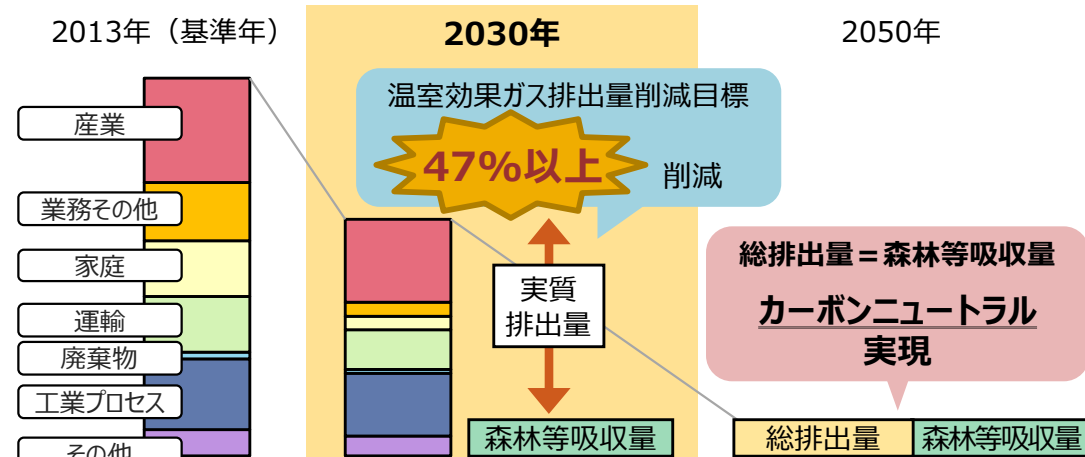 2013年（基準年）
2030年
2050年
産業
業務その他
家庭
運輸
廃棄物
工業プロセス
その他
温室効果ガス排出量削減目標
47%以上
削減
実質
排出量
森林等吸収量
総排出量＝森林等吸収量
カーボンニュートラル
実現
総排出量
森林等吸収量